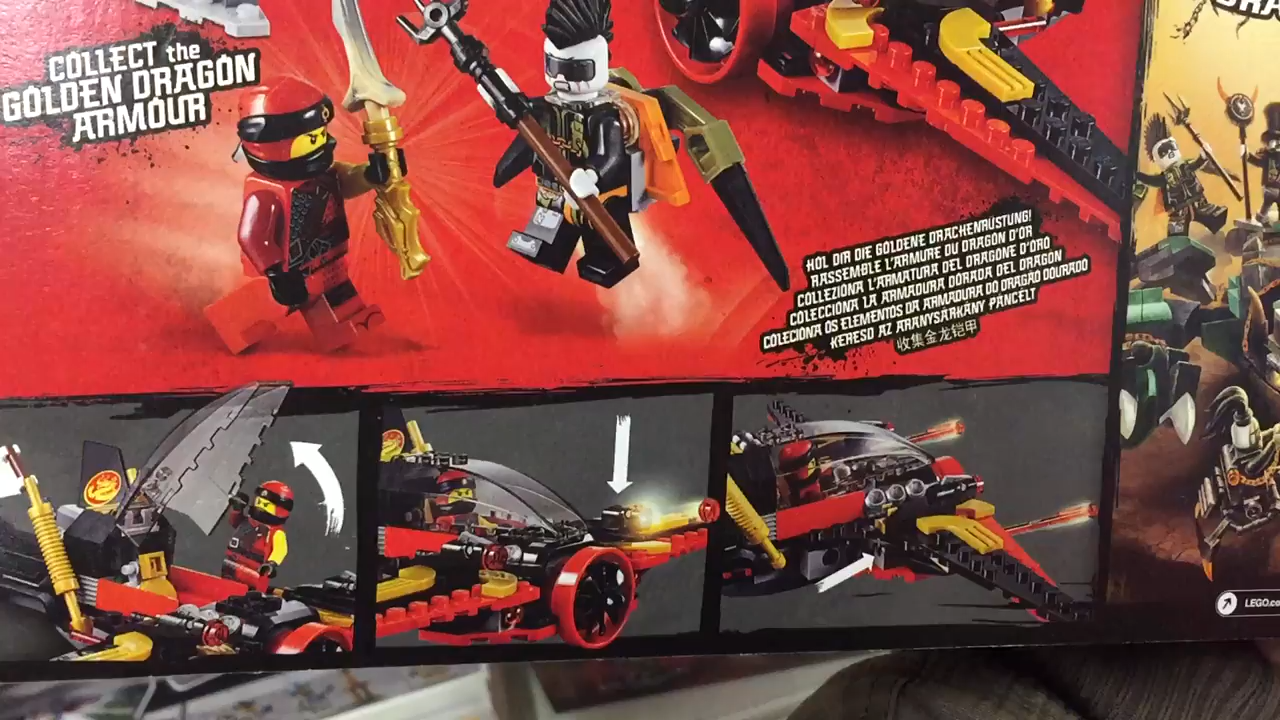 COLLECT the
GOLDEN DRAGON
ARMOUR
HOL DIR DIE GOLDENE DRACHENRÜSTUNG!
RASSEMBLE L'ARMURE DU DRAGON D'OR
COLLEZIONA L'ARMATURA DEL DRAGONE D'ORO
COLECCIONA LA ARMADURA DORADA DEL DRAGÓN
COLECIONA OS ELEMENTOS DA ARMADURA DO DRAGÃO DOURADO
KERESD AZ ARANYSÁRKÁNY PÁNCÉLT
收集金龙铠甲